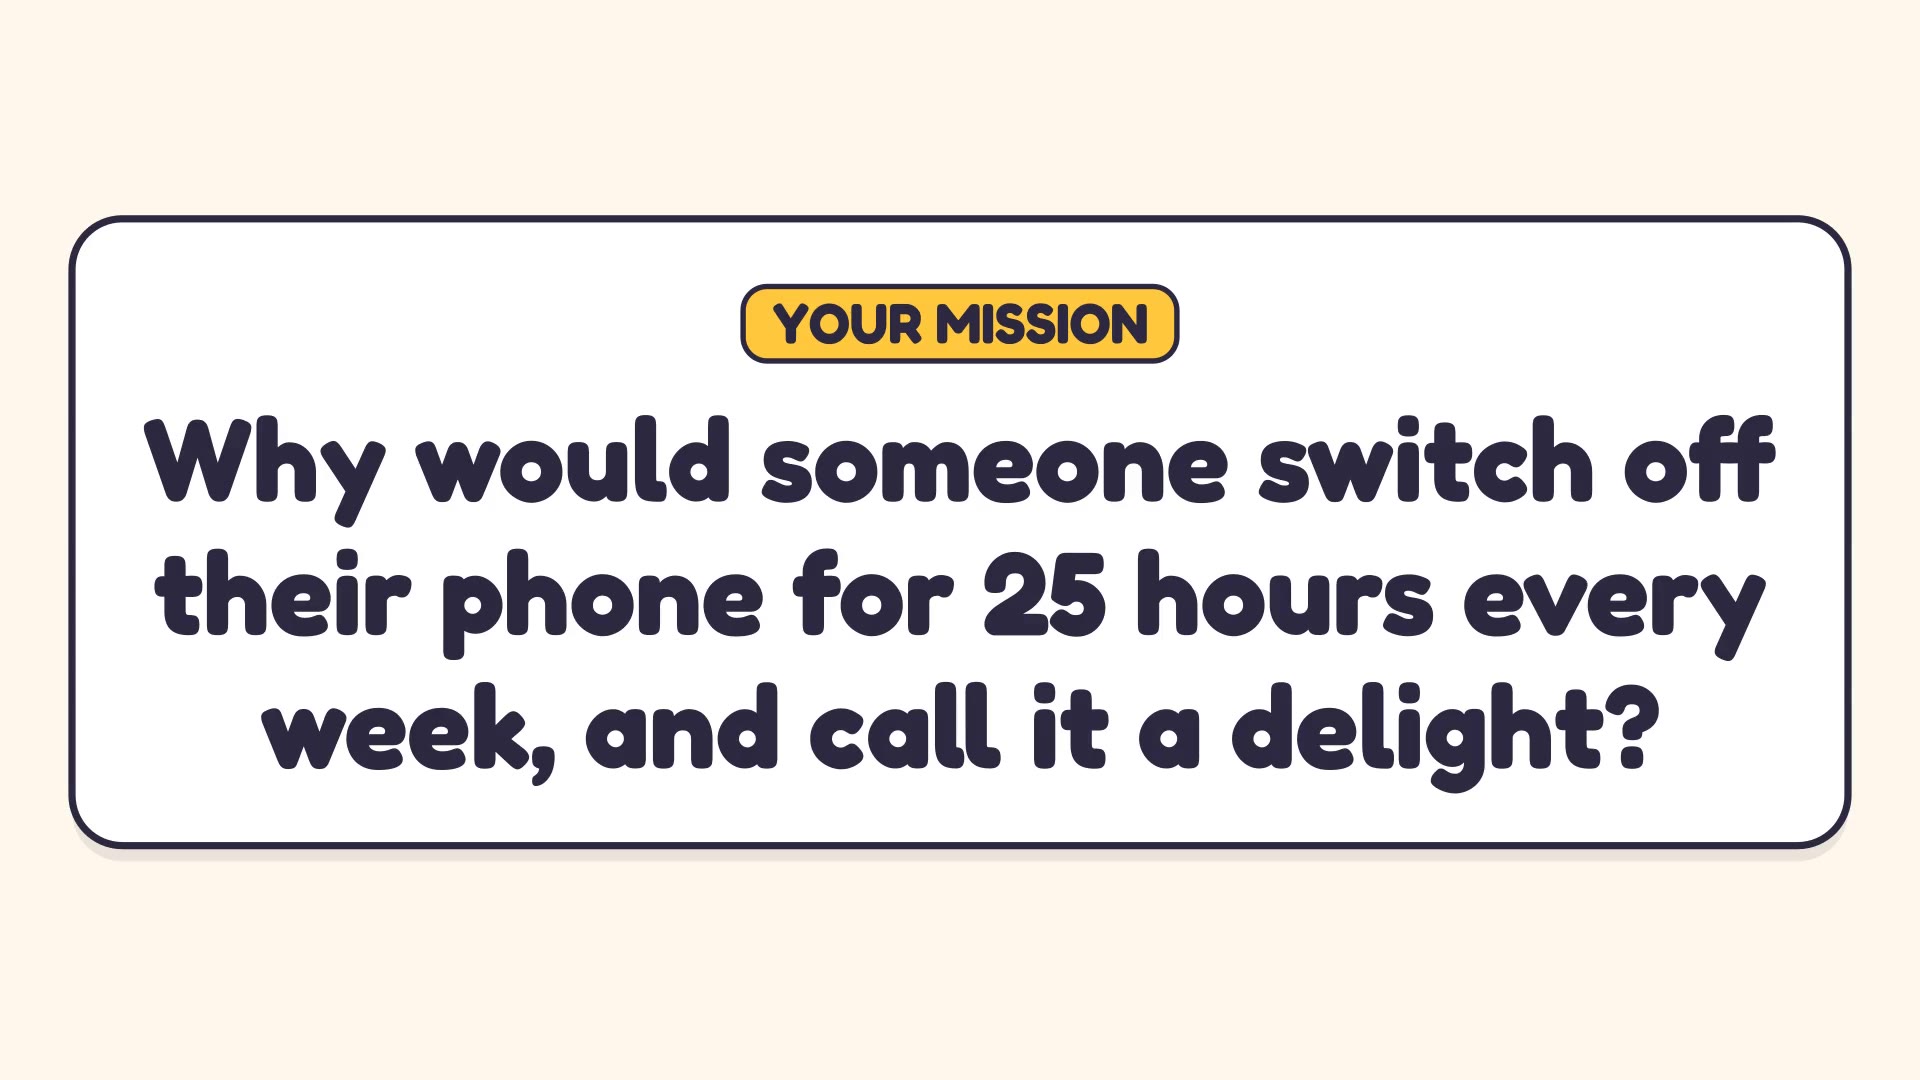 YOUR MISSION
Why would someone switch off
their phone for 25 hours every
week, and call it a delight?